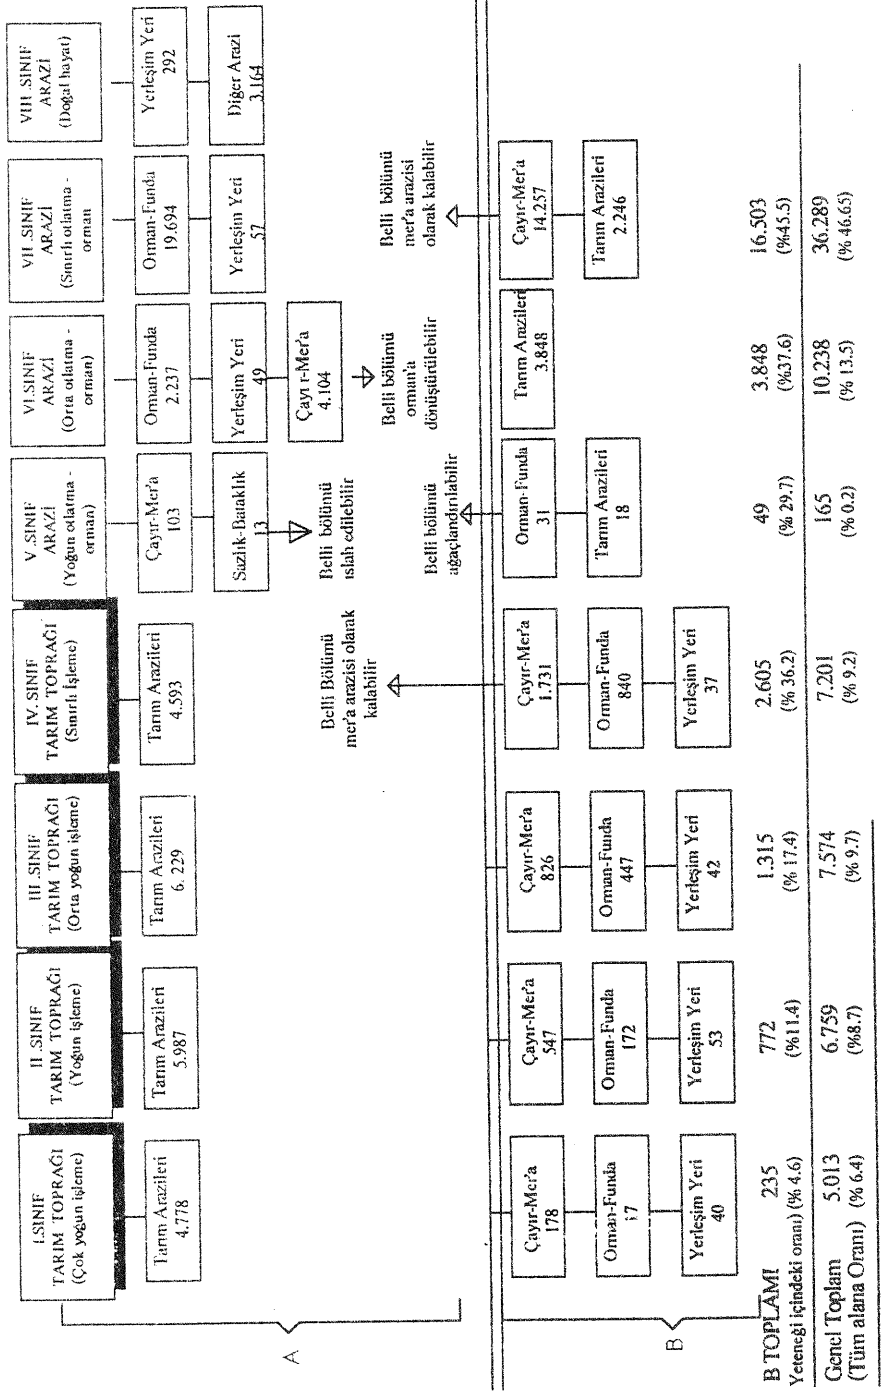 I.SINIF
TARIM TOPRAĞI
(Çok yoğun işleme)
II.SINIF
TARIM TOPRAĞI
(Yoğun işleme)
III.SINIF
TARIM TOPRAĞI
(Orta yoğun işleme)
IV. SINIF
TARIM TOPRAĞI
(Sınırlı İşleme)
V.SINIF
ARAZİ
(Yoğun otlatma -
orman)
VI.SINIF
ARAZİ
(Orta otlatma -
orman)
VII.SINIF
ARAZİ
(Sınırlı otlatma -
orman
VIII.SINIF
ARAZİ
(Doğal hayat)
A
Tarım Arazileri
4.778
Tarım Arazileri
5.987
Tarım Arazileri
6.229
Tarım Arazileri
4.593
Çayır-Mer'a
103
Sazlık-Bataklık
13
Belli bölümü
ıslah edilebilir
Orman-Funda
2.237
Yerleşim Yeri
49
Çayır-Mer'a
4.104
Belli bölümü
orman'a
dönüştürülebilir
Orman-Funda
19.694
Yerleşim Yeri
57
Yerleşim Yeri
292
Diğer Arazi
3.164
Belli Bölümü
mer'a arazisi olarak
kalabilir
Belli bölümü
ağaçlandırılabilir
Belli bölümü
mer'a arazisi
olarak kalabilir
B
Çayır-Mer'a
178
Orman-Funda
17
Yerleşim Yeri
40
Çayır-Mer'a
547
Orman-Funda
172
Yerleşim Yeri
53
Çayır-Mer'a
826
Orman-Funda
447
Yerleşim Yeri
42
Çayır-Mer'a
1.731
Orman-Funda
840
Yerleşim Yeri
37
Orman-Funda
31
Tarım Arazileri
18
Tarım Arazileri
3.848
Çayır-Mer'a
14.257
Tarım Arazileri
2.246
B TOPLAMI 235 772 1.315 2.605 49 3.848 16.503
Yeteneği içindeki oranı) (% 4.6) (%11.4) (% 17.4) (% 36.2) (% 29.7) (%37.6) (%45.5)
Genel Toplam 5.013 6.759 7.574 7.201 165 10.238 36.289
(Tüm alana Oranı) (% 6.4) (%8.7) (% 9.7) (% 9.2) (% 0.2) (% 13.5) (% 46.65)